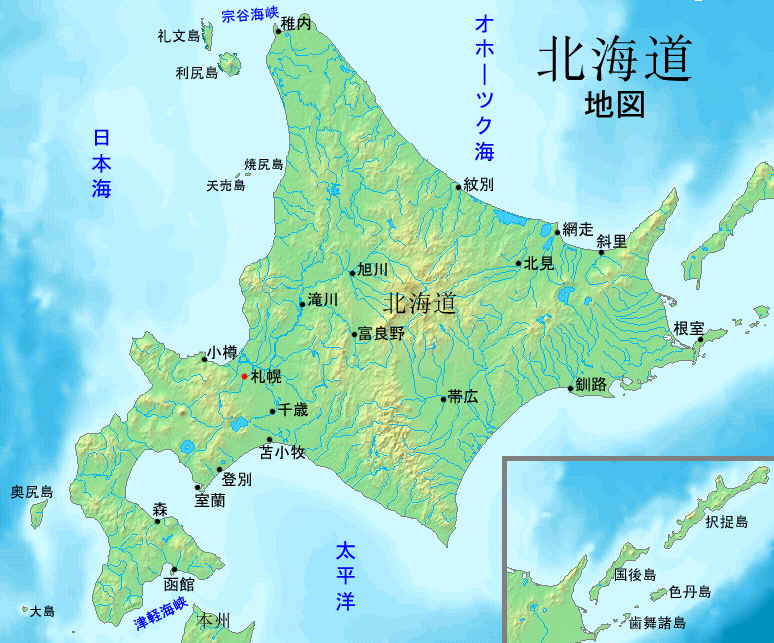 北海道
地図
宗谷海峡
稚内
礼文島
利尻島
オホーツク海
日本海
焼尻島
天売島
紋別
網走
斜里
北見
旭川
滝川
北海道
富良野
根室
小樽
札幌
釧路
帯広
千歳
苫小牧
登別
室蘭
奥尻島
森
太平洋
函館
大島
津軽海峡
本州
択捉島
国後島
色丹島
歯舞諸島